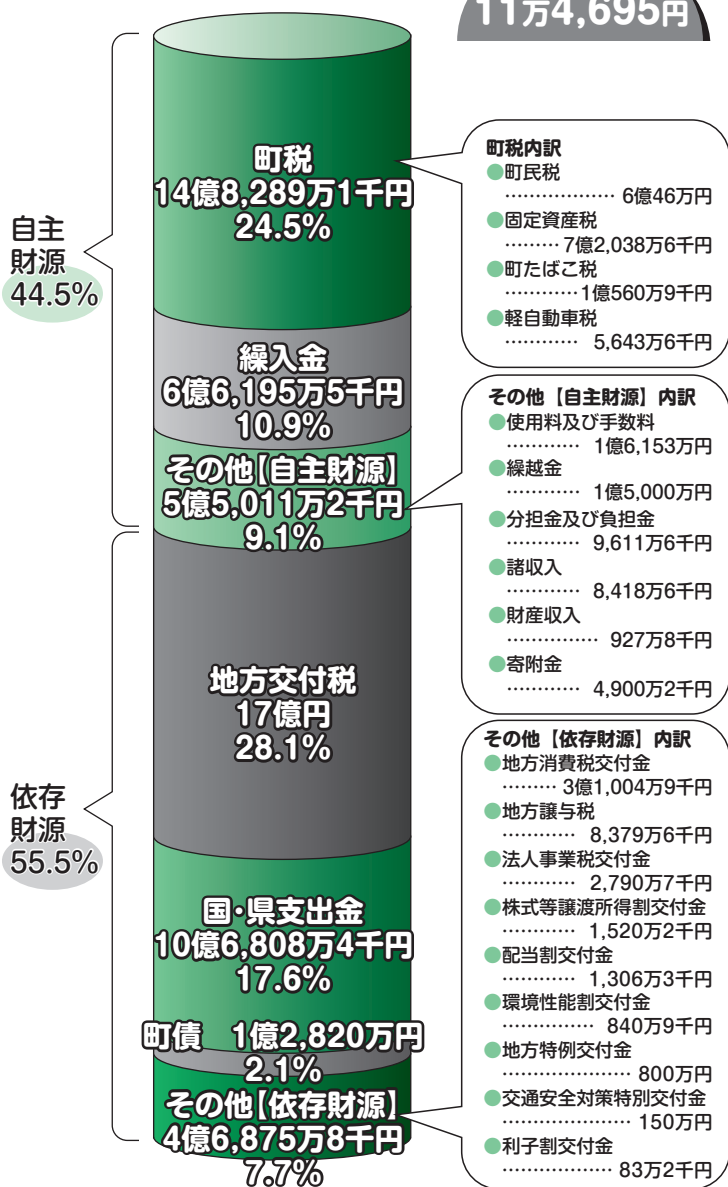 11万4,695円
町税
14億8,289万1千円
24.5%
繰入金
6億6,195万5千円
10.9%
その他【自主財源】
5億5,011万2千円
9.1%
地方交付税
17億円
28.1%
国・県支出金
10億6,808万4千円
17.6%
町債　1億2,820万円
2.1%
その他【依存財源】
4億6,875万8千円
7.7%
自主
財源
44.5%
依存
財源
55.5%
町税内訳
●町民税
……………… 6億46万円
●固定資産税
………7億2,038万6千円
●町たばこ税
…………1億560万9千円
●軽自動車税
………… 5,643万6千円
その他【自主財源】内訳
●使用料及び手数料
………… 1億6,153万円
●繰越金
………… 1億5,000万円
●分担金及び負担金
………… 9,611万6千円
●諸収入
………… 8,418万6千円
●財産収入
…………… 927万8千円
●寄附金
………… 4,900万2千円
その他【依存財源】内訳
●地方消費税交付金
……… 3億1,004万9千円
●地方譲与税
………… 8,379万6千円
●法人事業税交付金
………… 2,790万7千円
●株式等譲渡所得割交付金
………… 1,520万2千円
●配当割交付金
………… 1,306万3千円
●環境性能割交付金
…………… 840万9千円
●地方特例交付金
………………… 800万円
●交通安全対策特別交付金
………………… 150万円
●利子割交付金
……………… 83万2千円